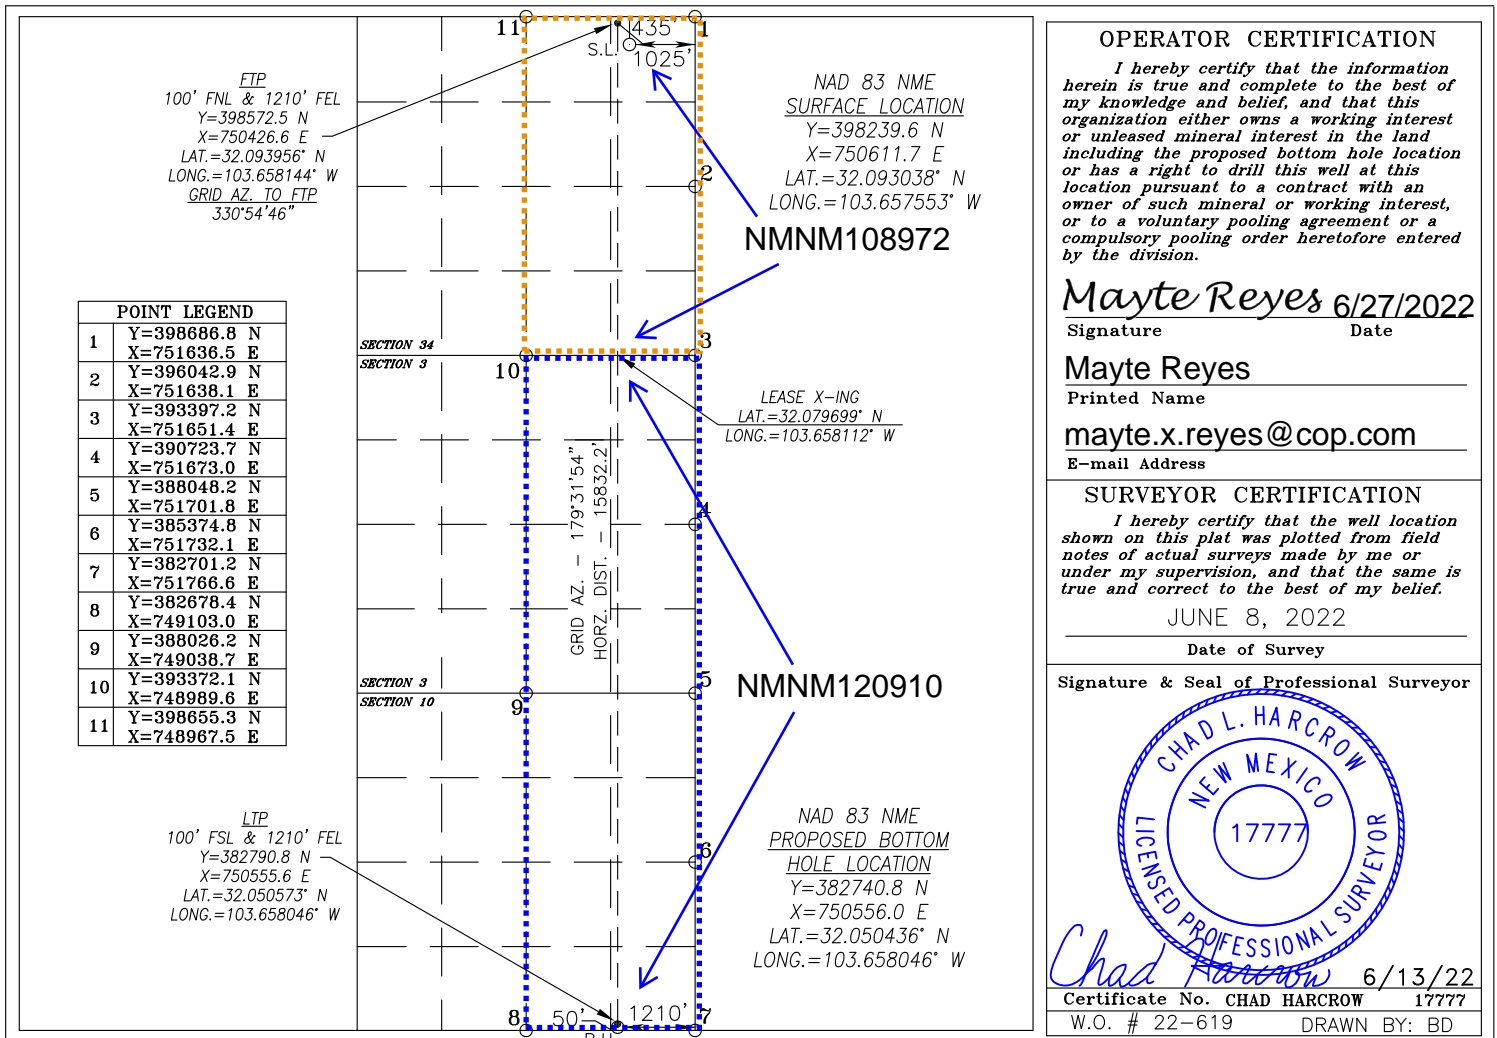 11
435'
1
S.L.
1025'
FTP
100' FNL & 1210' FEL
Y=398572.5 N
X=750426.6 E
LAT.=32.093956° N
LONG.=103.658144° W
GRID AZ. TO FTP
330°54'46"
NAD 83 NME
SURFACE LOCATION
Y=398239.6 N
X=750611.7 E
LAT.=32.093038° N
LONG.=103.657553° W
2
NMNM108972
POINT LEGEND
1 Y=398686.8 N
X=751636.5 E
2 Y=396042.9 N
X=751638.1 E
3 Y=393397.2 N
X=751651.4 E
4 Y=390723.7 N
X=751673.0 E
5 Y=388048.2 N
X=751701.8 E
6 Y=385374.8 N
X=751732.1 E
7 Y=382701.2 N
X=751766.6 E
8 Y=382678.4 N
X=749103.0 E
9 Y=388026.2 N
X=749038.7 E
10 Y=393372.1 N
X=748989.6 E
11 Y=398655.3 N
X=748967.5 E
SECTION 34
SECTION 3
3
10
LEASE X-ING
LAT.=32.079699° N
LONG.=103.658112° W
GRID AZ. - 179°31'54"
HORZ. DIST. - 15832.2'
4
SECTION 3
SECTION 10
5
9
NMNM120910
LTP
100' FSL & 1210' FEL
Y=382790.8 N
X=750555.6 E
LAT.=32.050573° N
LONG.=103.658046° W
NAD 83 NME
PROPOSED BOTTOM
HOLE LOCATION
Y=382740.8 N
X=750556.0 E
LAT.=32.050436° N
LONG.=103.658046° W
6
8
50'
1210'
7
OPERATOR CERTIFICATION
I hereby certify that the information
herein is true and complete to the best of
my knowledge and belief, and that this
organization either owns a working interest
or unleased mineral interest in the land
including the proposed bottom hole location
or has a right to drill this well at this
location pursuant to a contract with an
owner of such mineral or working interest,
or to a voluntary pooling agreement or a
compulsory pooling order heretofore entered
by the division.
Mayte Reyes 6/27/2022
Signature Date
Mayte Reyes
Printed Name
mayte.x.reyes@cop.com
E-mail Address
SURVEYOR CERTIFICATION
I hereby certify that the well location
shown on this plat was plotted from field
notes of actual surveys made by me or
under my supervision, and that the same is
true and correct to the best of my belief.
JUNE 8, 2022
Date of Survey
Signature & Seal of Professional Surveyor
CHAD L. HARCROW
NEW MEXICO
17777
LICENSED PROFESSIONAL SURVEYOR
Chad Harcrow 6/13/22
Certificate No. CHAD HARCROW 17777
W.O. # 22-619 DRAWN BY: BD